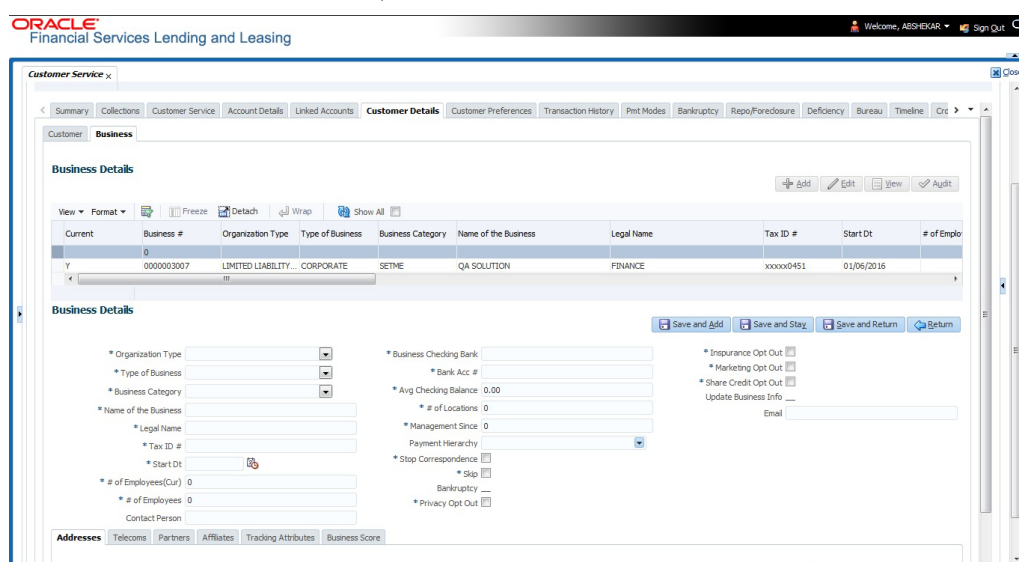 ORACLE
Financial Services Lending and Leasing
Welcome, ABSHEKAR Sign Out
Customer Service x
Close
Summary Collections Customer Service Account Details Linked Accounts Customer Details Customer Preferences Transaction History Pmt Modes Bankruptcy Repo/Foreclosure Deficiency Bureau Timeline Crc
Customer Business
Business Details
Add Edit View Audit
View Format Freeze Detach Wrap Show All
Current Business # Organization Type Type of Business Business Category Name of the Business Legal Name Tax ID # Start Dt # of Emplo
0
Y 0000003007 LIMITED LIABILITY... CORPORATE SETME QA SOLUTION FINANCE xxxxx0451 01/06/2016
Business Details
Save and Add Save and Stay Save and Return Return
* Organization Type
* Type of Business
* Business Category
* Name of the Business
* Legal Name
* Tax ID #
* Start Dt
* # of Employees(Cur) 0
* # of Employees 0
Contact Person
* Business Checking Bank
* Bank Acc #
* Avg Checking Balance 0.00
* # of Locations 0
* Management Since 0
Payment Hierarchy
* Stop Correspondence
* Skip
Bankruptcy
* Privacy Opt Out
* Inspurance Opt Out
* Marketing Opt Out
* Share Credit Opt Out
Update Business Info
Email
Addresses Telecoms Partners Affiliates Tracking Attributes Business Score